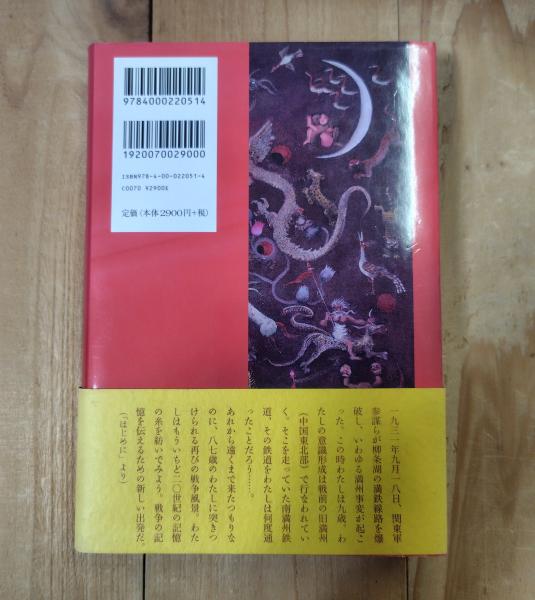 9784000220514
1920070029000
ISBN978-4-00-022051-4
C0070 ¥2900E
定価（本体2900円+税）
一九三一年九月一八日、関東軍
参謀らが柳条湖の満鉄線路を爆
破し、いわゆる満州事変が起こ
った。この時わたしは九歳。わ
たしの意識形成は戦前の旧満州
（中国東北部）で行なわれてい
く。そこを走っていた南満州鉄
道、その鉄道をわたしは何度通
ったことだろう……。
あれから遠くまで来たつもりな
のに、八七歳のわたしに突きつ
けられる再びの戦争風景。わた
しはもういちど二〇世紀の記憶
の糸を紡いでみよう。戦争の記
憶を伝えるための新しい出発だ。
（「はじめに」より）